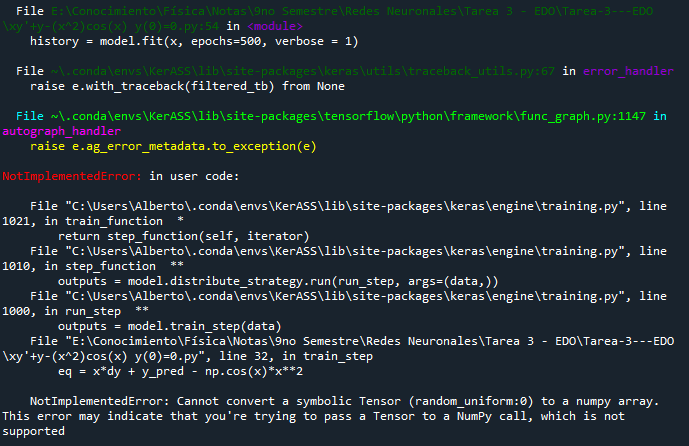 File E:\Conocimiento\Física\Notas\9no Semestre\Redes Neuronales\Tarea 3 - EDO\Tarea-3---EDO
\xy'+y-(x^2)cos(x) y(0)=0.py:54 in <module>
history = model.fit(x, epochs=500, verbose = 1)
File ~\.conda\envs\KerASS\lib\site-packages\keras\utils\traceback_utils.py:67 in error_handler
raise e.with_traceback(filtered_tb) from None
File ~\.conda\envs\KerASS\lib\site-packages\tensorflow\python\framework\func_graph.py:1147 in
autograph_handler
raise e.ag_error_metadata.to_exception(e)
NotImplementedError: in user code:
File "C:\Users\Alberto\.conda\envs\KerASS\lib\site-packages\keras\engine\training.py", line
1021, in train_function  *
return step_function(self, iterator)
File "C:\Users\Alberto\.conda\envs\KerASS\lib\site-packages\keras\engine\training.py", line
1010, in step_function  **
outputs = model.distribute_strategy.run(run_step, args=(data,))
File "C:\Users\Alberto\.conda\envs\KerASS\lib\site-packages\keras\engine\training.py", line
1000, in run_step  **
outputs = model.train_step(data)
File "E:\Conocimiento\Física\Notas\9no Semestre\Redes Neuronales\Tarea 3 - EDO\Tarea-3---EDO
\xy'+y-(x^2)cos(x) y(0)=0.py", line 32, in train_step
eq = x*dy + y_pred - np.cos(x)*x**2
NotImplementedError: Cannot convert a symbolic Tensor (random_uniform:0) to a numpy array.
This error may indicate that you're trying to pass a Tensor to a NumPy call, which is not
supported